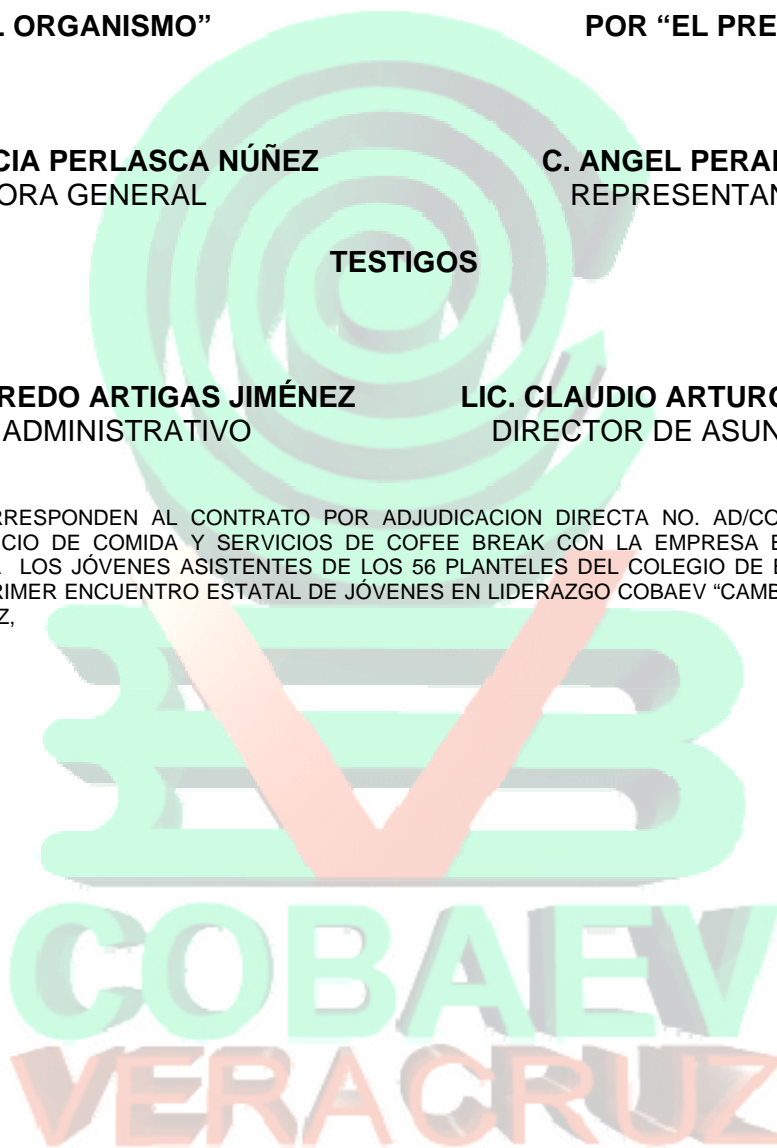 L ORGANISMO” POR “EL PRE
CIA PERLASCA NÚÑEZ C. ANGEL PERA
ORA GENERAL REPRESENTAN
TESTIGOS
REDO ARTIGAS JIMÉNEZ LIC. CLAUDIO ARTURO
ADMINISTRATIVO DIRECTOR DE ASUN
RRESPONDEN AL CONTRATO POR ADJUDICACION DIRECTA NO. AD/CO
CIO DE COMIDA Y SERVICIOS DE COFEE BREAK CON LA EMPRESA E
LOS JÓVENES ASISTENTES DE LOS 56 PLANTELES DEL COLEGIO DE
RIMER ENCUENTRO ESTATAL DE JÓVENES EN LIDERAZGO COBAEV “CAMB
Z,
COBAEV
VERACRUZ